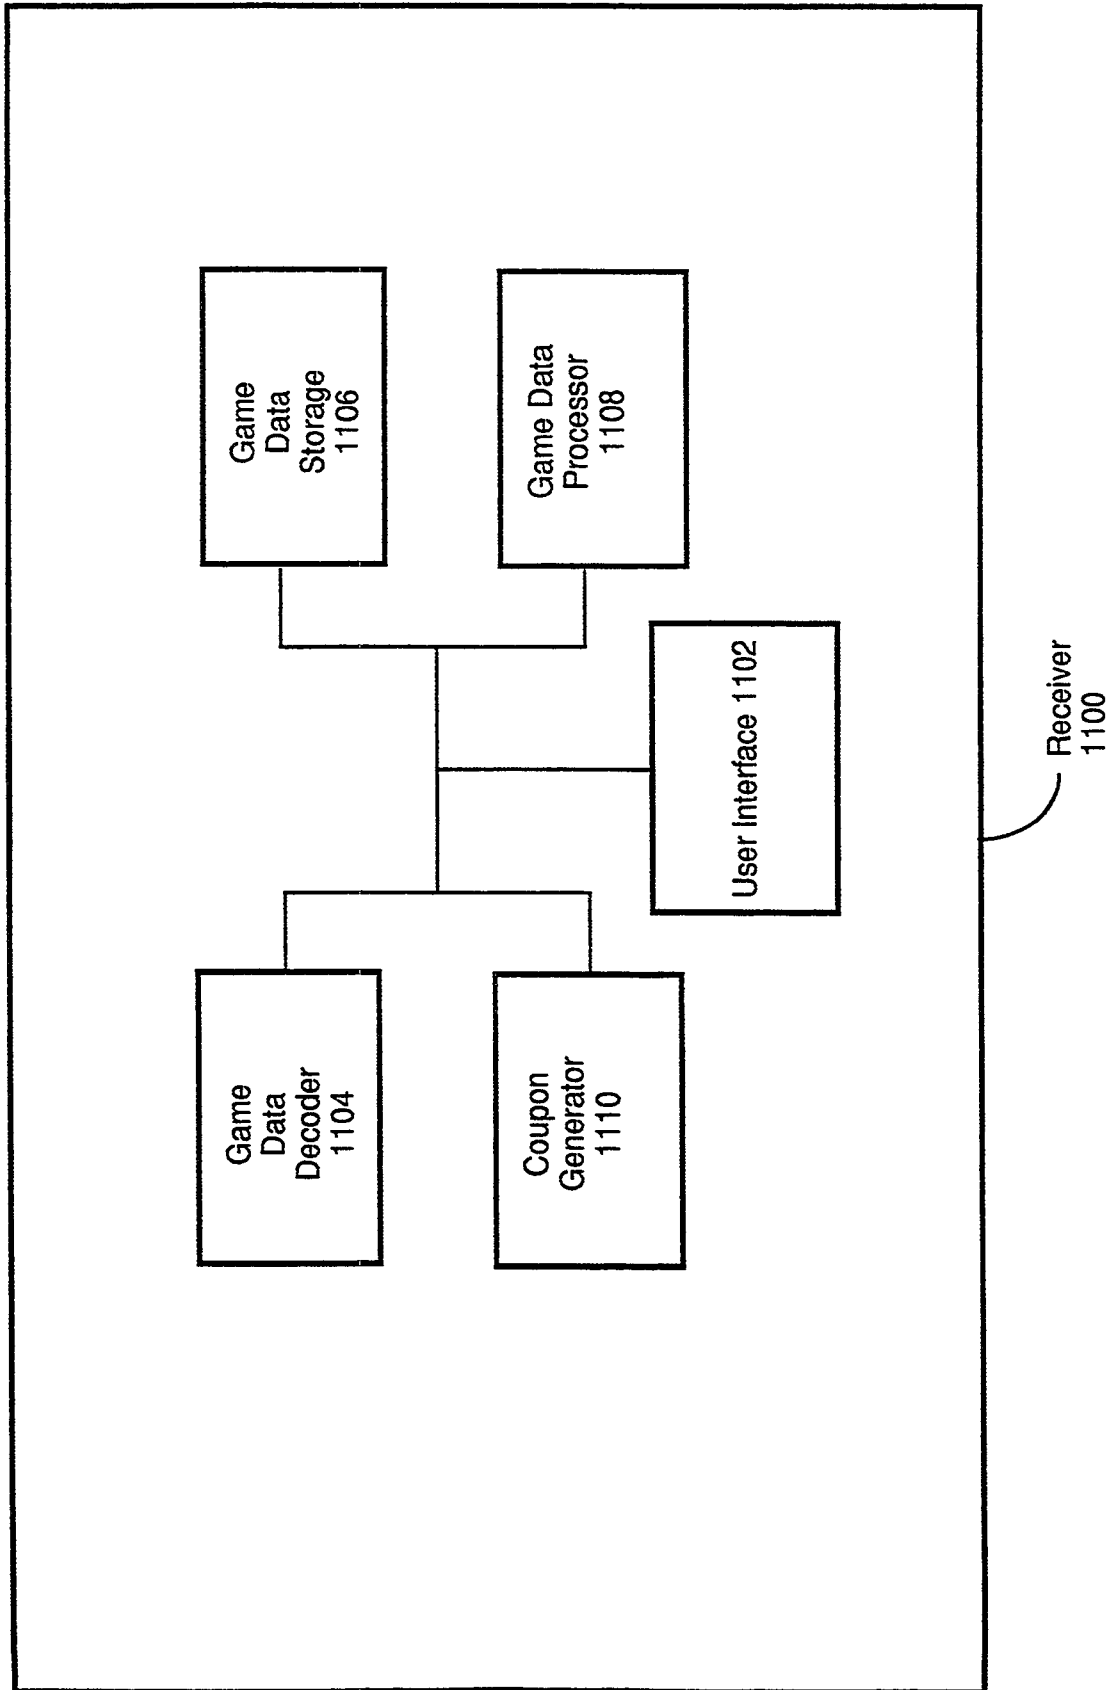 Game
Data
Decoder
1104
Game
Data
Storage
1106
Coupon
Generator
1110
Game Data
Processor
1108
User Interface 1102
Receiver
1100